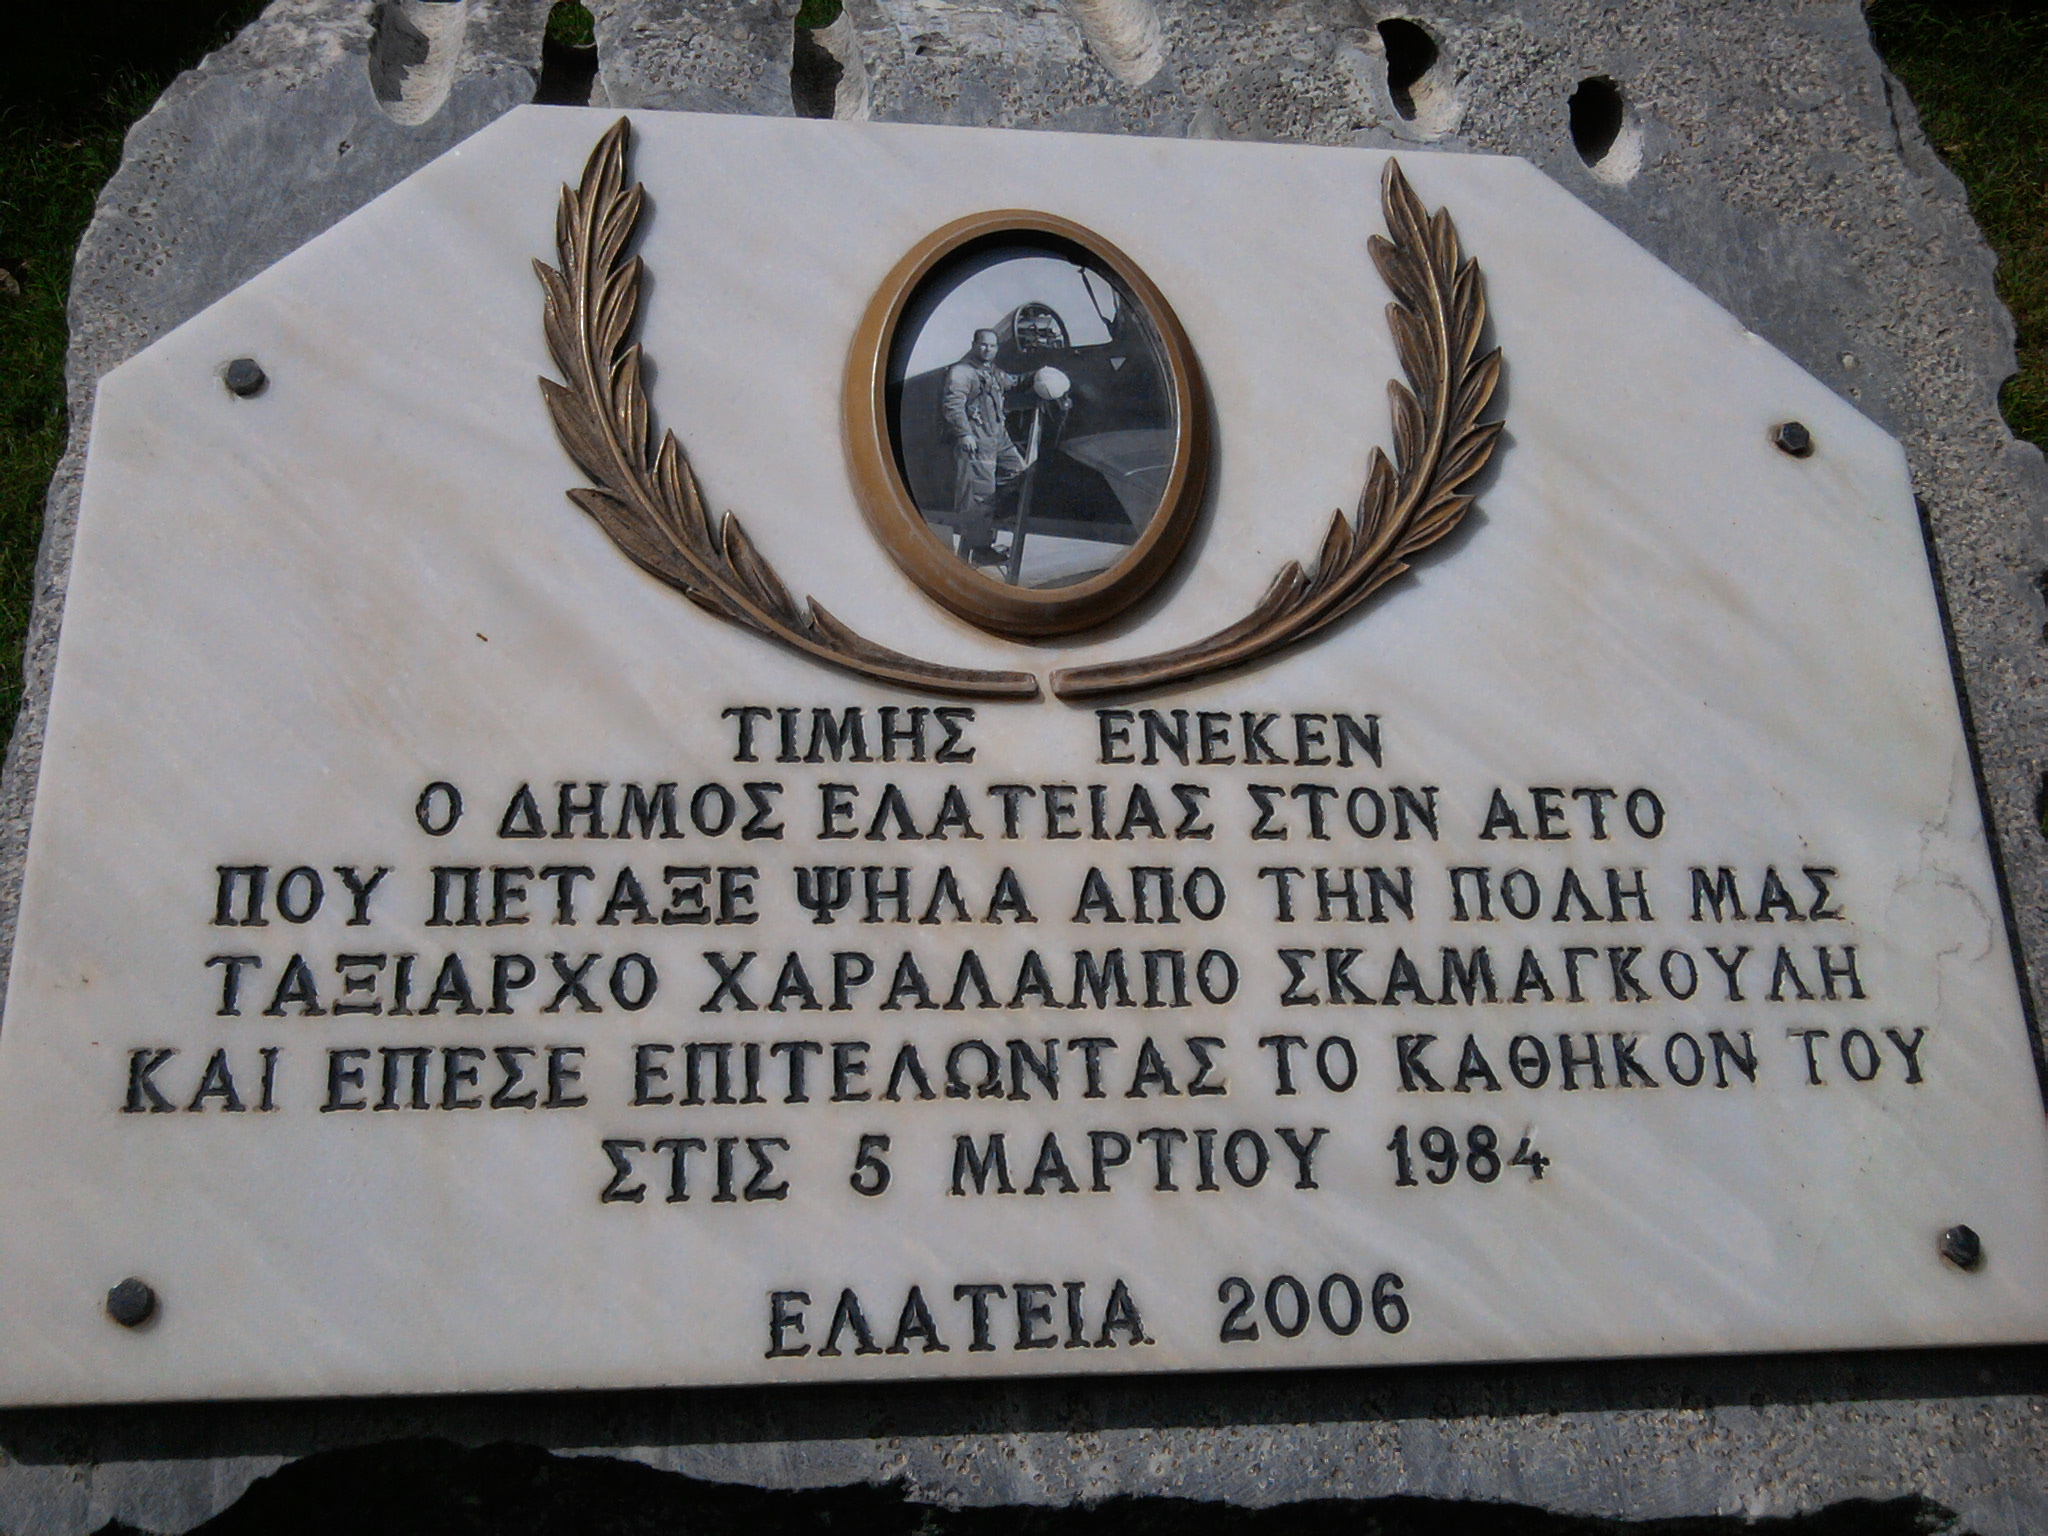 ΤΙΜΗΣ ΕΝΕΚΕΝ
Ο ΔΗΜΟΣ ΕΛΑΤΕΙΑΣ ΣΤΟΝ ΑΕΤΟ
ΠΟΥ ΠΕΤΑΞΕ ΨΗΛΑ ΑΠΟ ΤΗΝ ΠΟΛΗ ΜΑΣ
ΤΑΞΙΑΡΧΟ ΧΑΡΑΛΑΜΠΟ ΣΚΑΜΑΓΚΟΥΛΗ
ΚΑΙ ΕΠΕΣΕ ΕΠΙΤΕΛΩΝΤΑΣ ΤΟ ΚΑΘΗΚΟΝ ΤΟΥ
ΣΤΙΣ 5 ΜΑΡΤΙΟΥ 1984
ΕΛΑΤΕΙΑ 2006